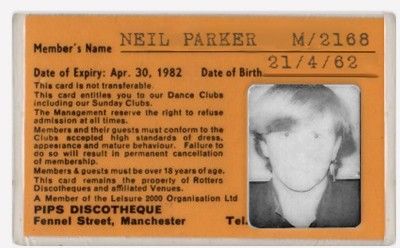 Member's Name NEIL PARKER M/2168
Date of Expiry: Apr. 30, 1982 Date of Birth 21/4/62
This card is not transferable.
This card entitles you to our Dance Clubs
including our Sunday Clubs.
The Management reserve the right to refuse
admission at all times.
Members and their guests must conform to the
Clubs accepted high standards of dress,
appearance and mature behaviour. Failure to
do so will result in permanent cancellation
of membership.
Members & guests must be over 18 years of age.
This card remains the property of Rotters
Discotheques and affiliated Venues.
A Member of the Leisure 2000 Organisation Ltd
PIPS DISCOTHEQUE
Fennel Street, Manchester Tel.